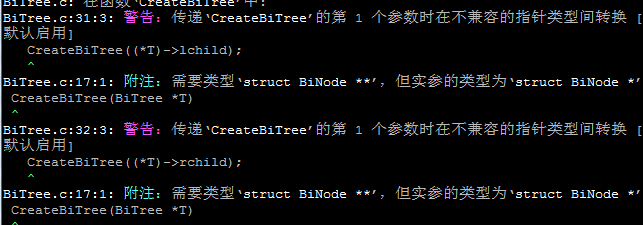 BiTree.c: 在函数‘CreateBiTree’中:
BiTree.c:31:3: 警告：传递‘CreateBiTree’的第 1 个参数时在不兼容的指针类型间转换 [
默认启用]
CreateBiTree((*T)->lchild);
^
BiTree.c:17:1: 附注：需要类型‘struct BiNode **’，但实参的类型为‘struct BiNode *’
CreateBiTree(BiTree *T)
^
BiTree.c:32:3: 警告：传递‘CreateBiTree’的第 1 个参数时在不兼容的指针类型间转换 [
默认启用]
CreateBiTree((*T)->rchild);
^
BiTree.c:17:1: 附注：需要类型‘struct BiNode **’，但实参的类型为‘struct BiNode *’
CreateBiTree(BiTree *T)
^